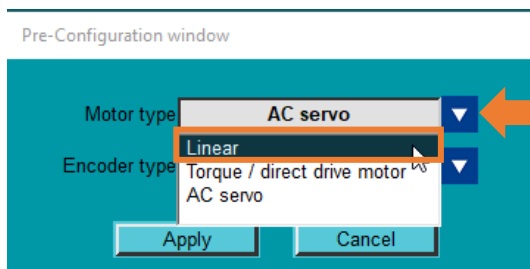 Pre-Configuration window
Motor type AC servo
Linear
Encoder type Torque / direct drive motor
AC servo
Apply Cancel